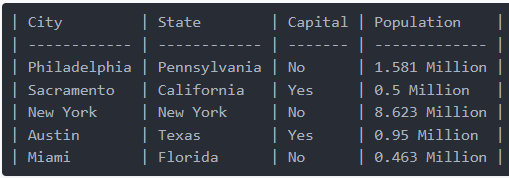 | City         | State        | Capital | Population    |
| ------------ | ------------ | ------- | ------------- |
| Philadelphia | Pennsylvania | No      | 1.581 Million |
| Sacramento   | California   | Yes     | 0.5 Million   |
| New York     | New York     | No      | 8.623 Million |
| Austin       | Texas        | Yes     | 0.95 Million  |
| Miami        | Florida      | No      | 0.463 Million |